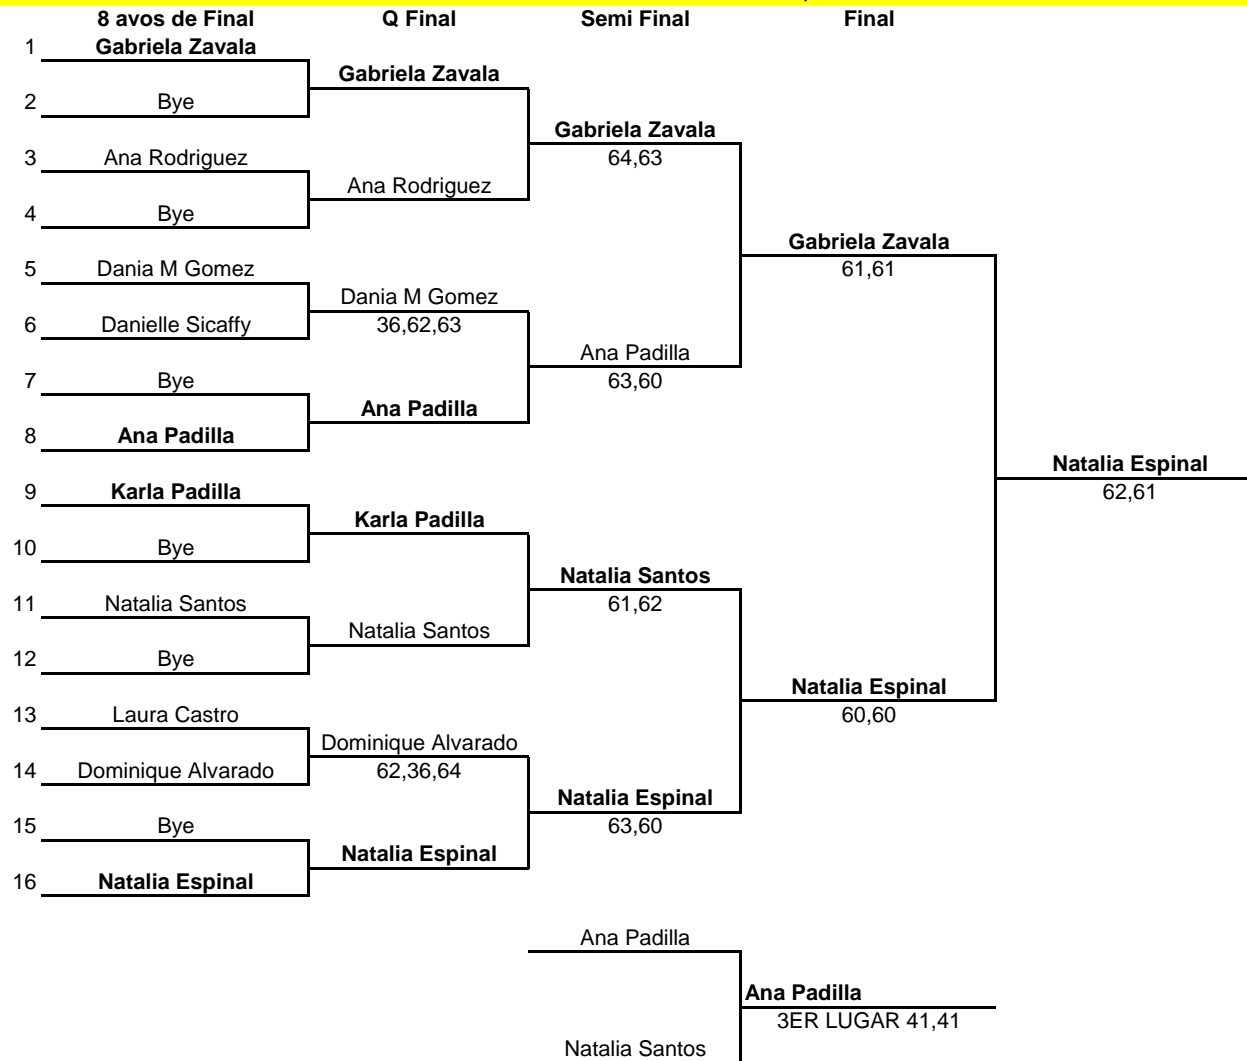 8 avos de Final Q Final Semi Final Final
1 Gabriela Zavala
Gabriela Zavala
2 Bye
Gabriela Zavala
3 Ana Rodriguez 64,63
Ana Rodriguez
4 Bye
Gabriela Zavala
5 Dania M Gomez 61,61
Dania M Gomez
6 Danielle Sicaffy 36,62,63
Ana Padilla
7 Bye 63,60
Ana Padilla
8 Ana Padilla
Natalia Espinal
9 Karla Padilla 62,61
Karla Padilla
10 Bye
Natalia Santos
11 Natalia Santos 61,62
Natalia Santos
12 Bye
Natalia Espinal
13 Laura Castro 60,60
Dominique Alvarado
14 Dominique Alvarado 62,36,64
Natalia Espinal
15 Bye 63,60
Natalia Espinal
16 Natalia Espinal
Ana Padilla
Ana Padilla
3ER LUGAR 41,41
Natalia Santos